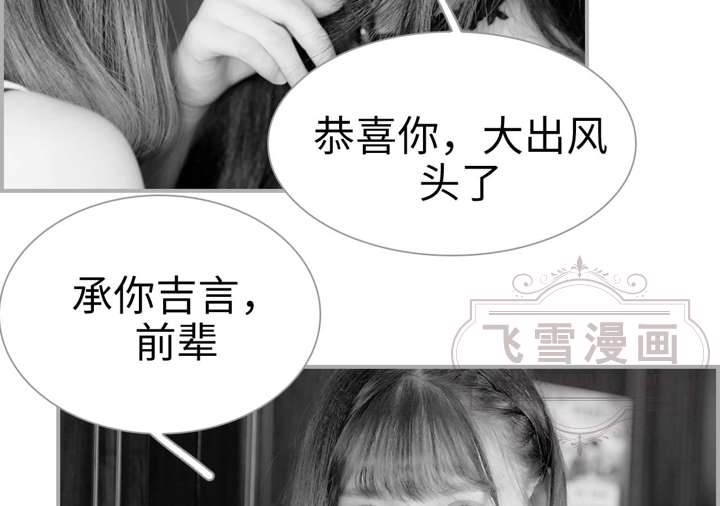 恭喜你，大出风
头了
承你吉言，
前辈
飞雪漫画